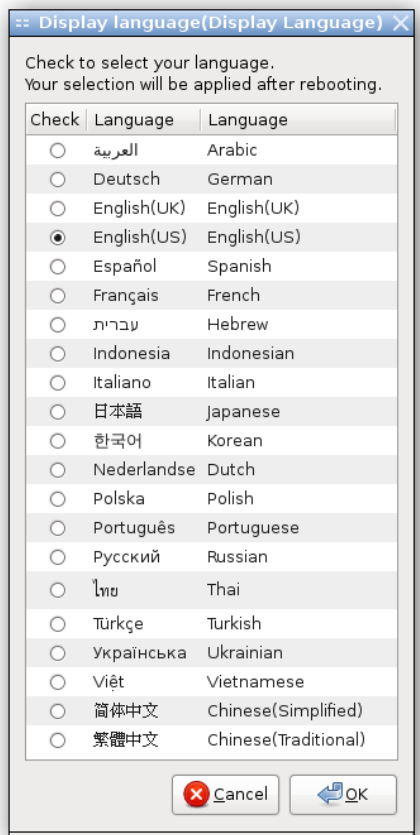 Display language(Display Language)
Check to select your language.
Your selection will be applied after rebooting.
Check Language Language
العربية Arabic
Deutsch German
English(UK) English(UK)
English(US) English(US)
Español Spanish
Français French
עברית Hebrew
Indonesia Indonesian
Italiano Italian
日本語 Japanese
한국어 Korean
Nederlandse Dutch
Polska Polish
Português Portuguese
Русский Russian
ไทย Thai
Türkçe Turkish
Українська Ukrainian
Việt Vietnamese
简体中文 Chinese(Simplified)
繁體中文 Chinese(Traditional)
Cancel OK